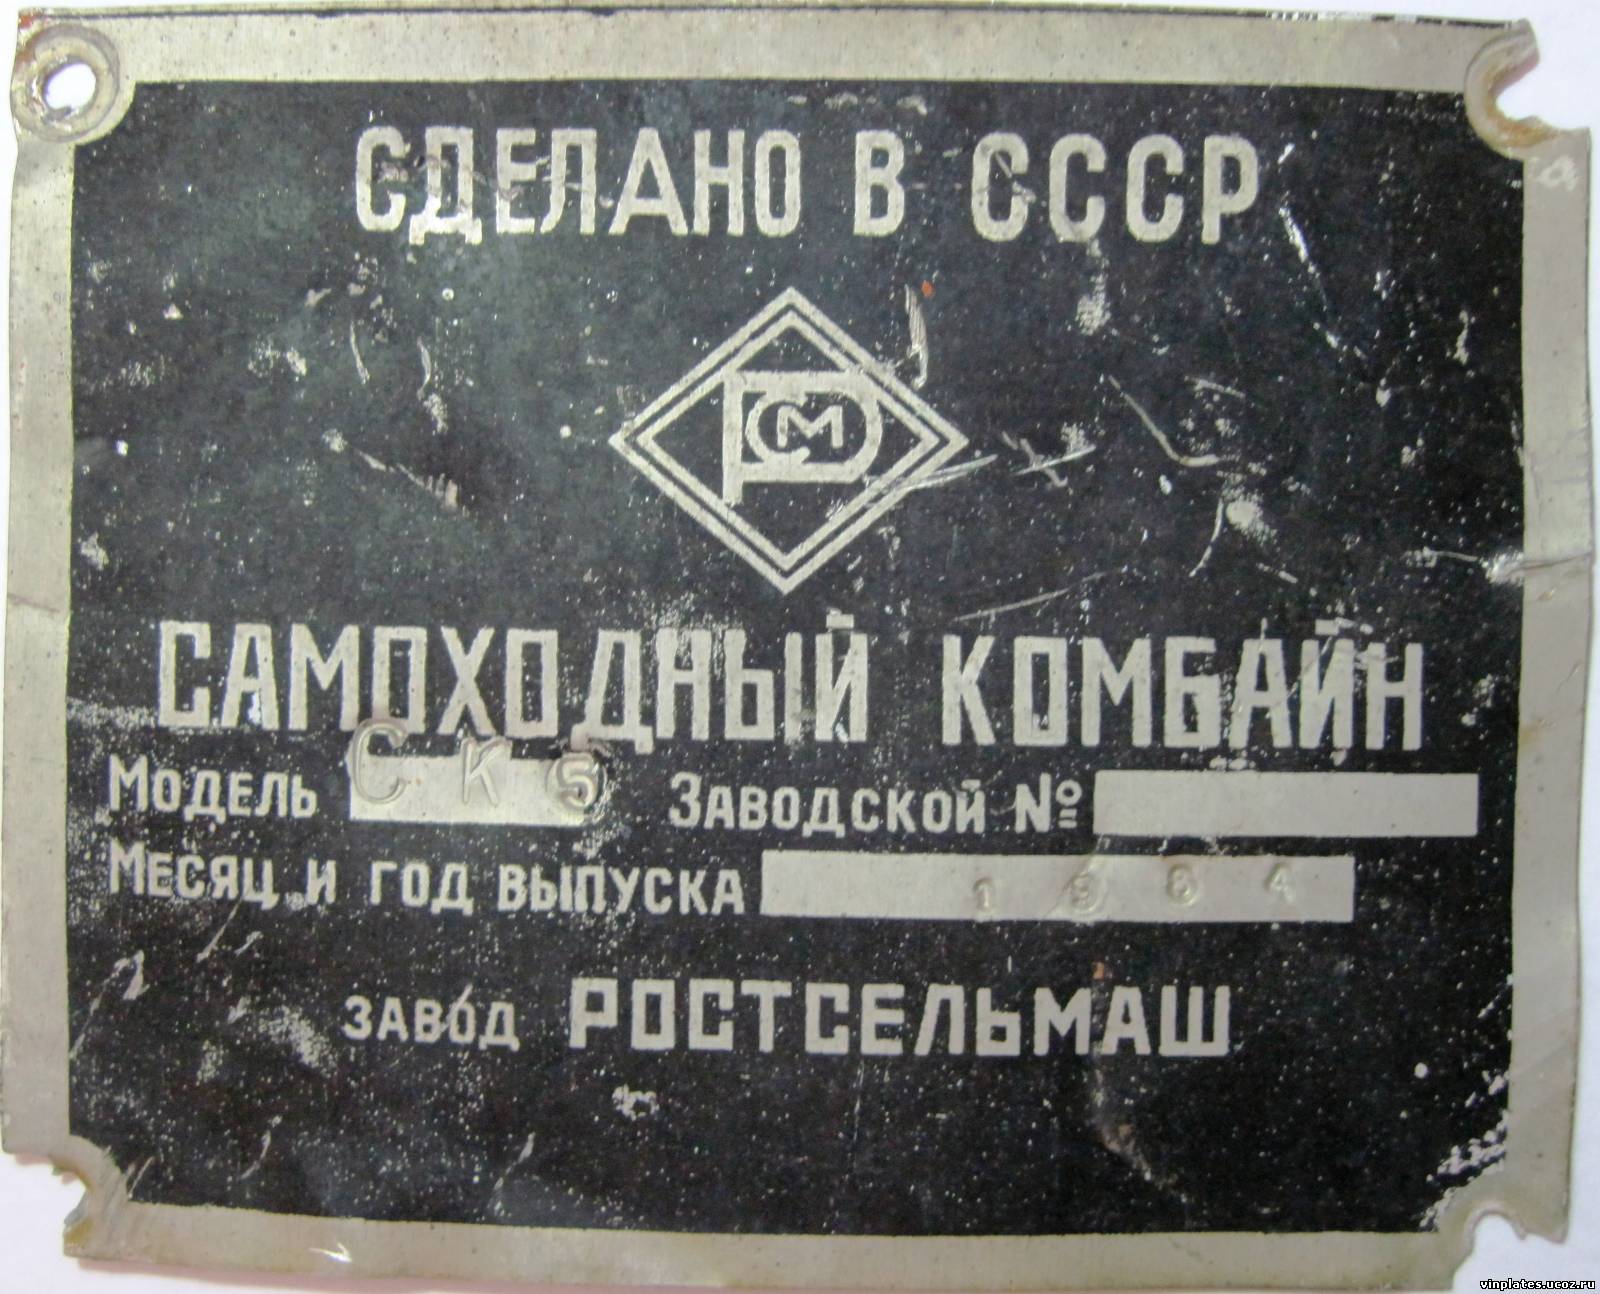 СДЕЛАНО В СССР
РСМ
САМОХОДНЫЙ КОМБАЙН
МОДЕЛЬ СК5 ЗАВОДСКОЙ №
МЕСЯЦ И ГОД ВЫПУСКА 1984
ЗАВОД РОСТСЕЛЬМАШ
vinplates.ucoz.ru